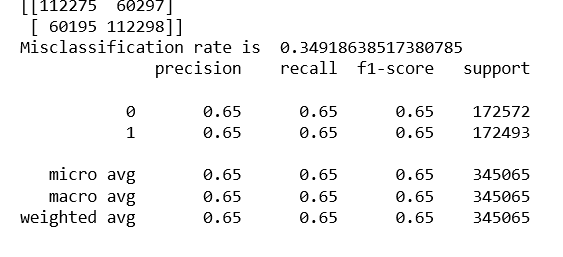 [[112275  60297]
 [ 60195 112298]]
Misclassification rate is  0.34918638517380785
              precision    recall  f1-score   support

           0       0.65      0.65      0.65    172572
           1       0.65      0.65      0.65    172493

   micro avg       0.65      0.65      0.65    345065
   macro avg       0.65      0.65      0.65    345065
weighted avg       0.65      0.65      0.65    345065